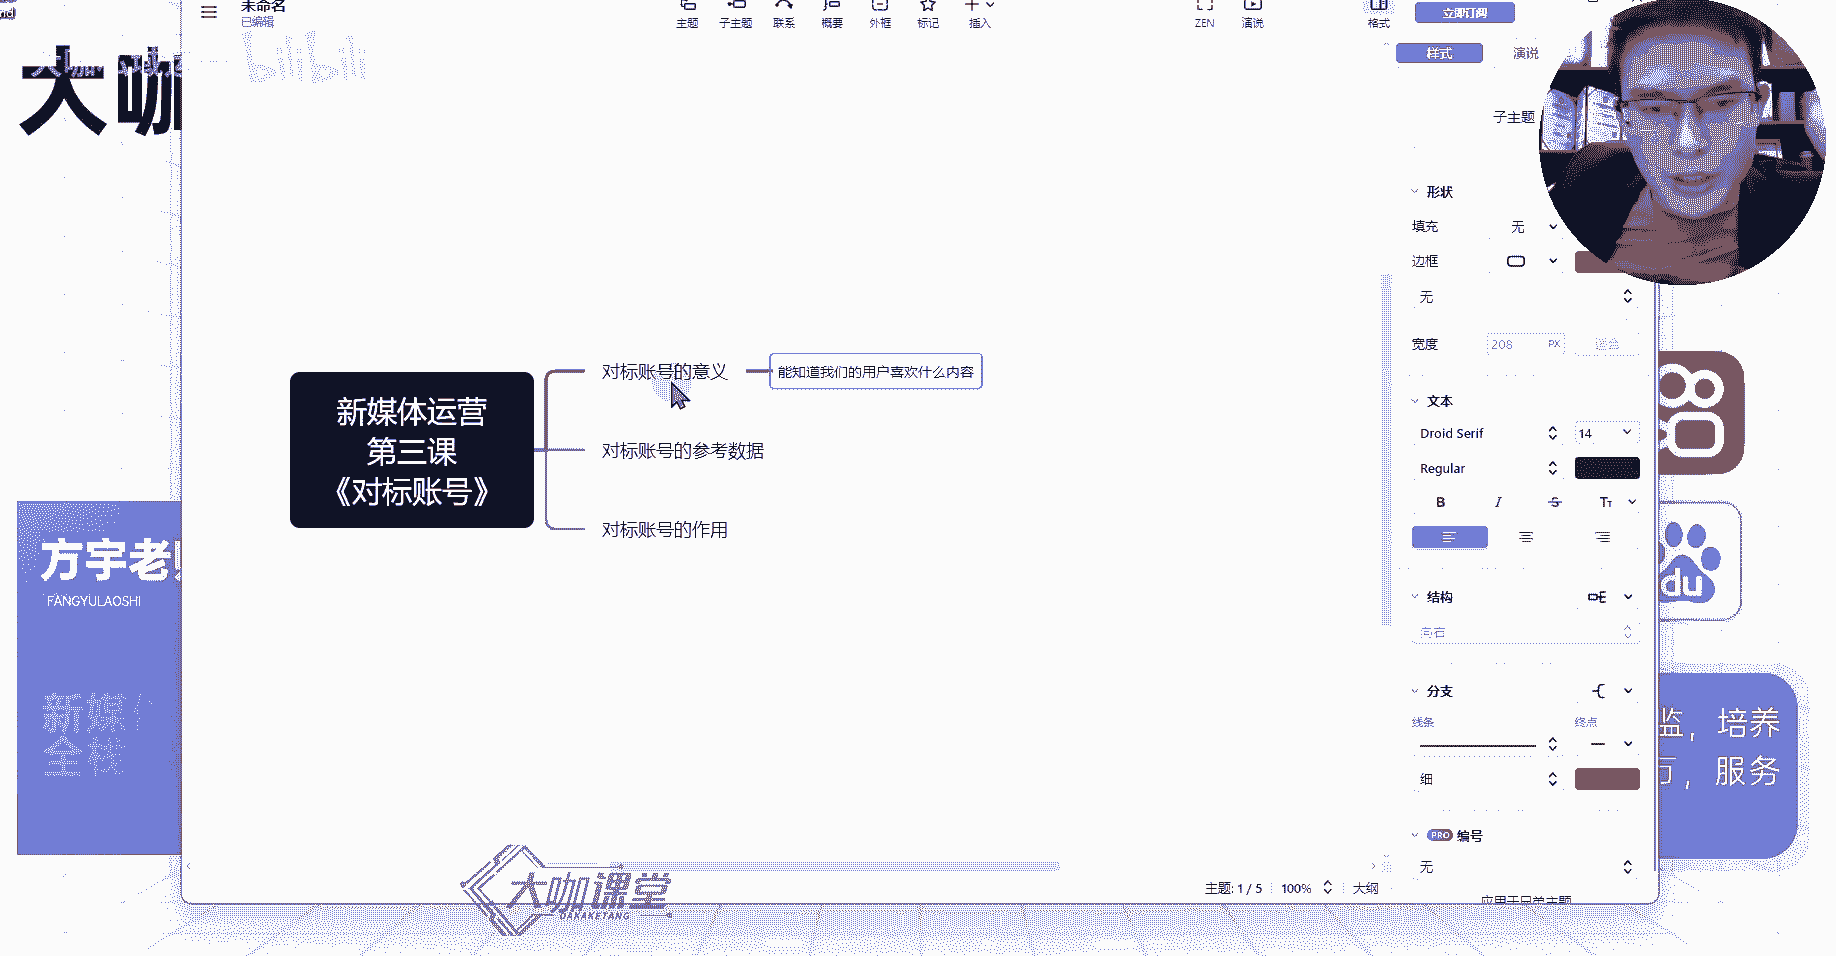 未命名
已编辑
主题
子主题
联系
概要
外框
标记
插入
ZEN
演说
格式
立即订阅
bilibili
大咖
样式
演说
子主题
形状
填充
无
边框
无
宽度
208
PX
对标账号的意义
能知道我们的用户喜欢什么内容
新媒体运营
第三课
《对标账号》
对标账号的参考数据
对标账号的作用
文本
Droid Serif
14
Regular
B
I
S
Tт
方宇老
FANGYULAOSHI
du
结构
向右
新媒
全栈
分支
线条
终点
细
监，培养
万，服务
PRO
编号
无
大咖课堂
DAKAKETANG
主题: 1 / 5
100%
大纲
应用于兄弟主题